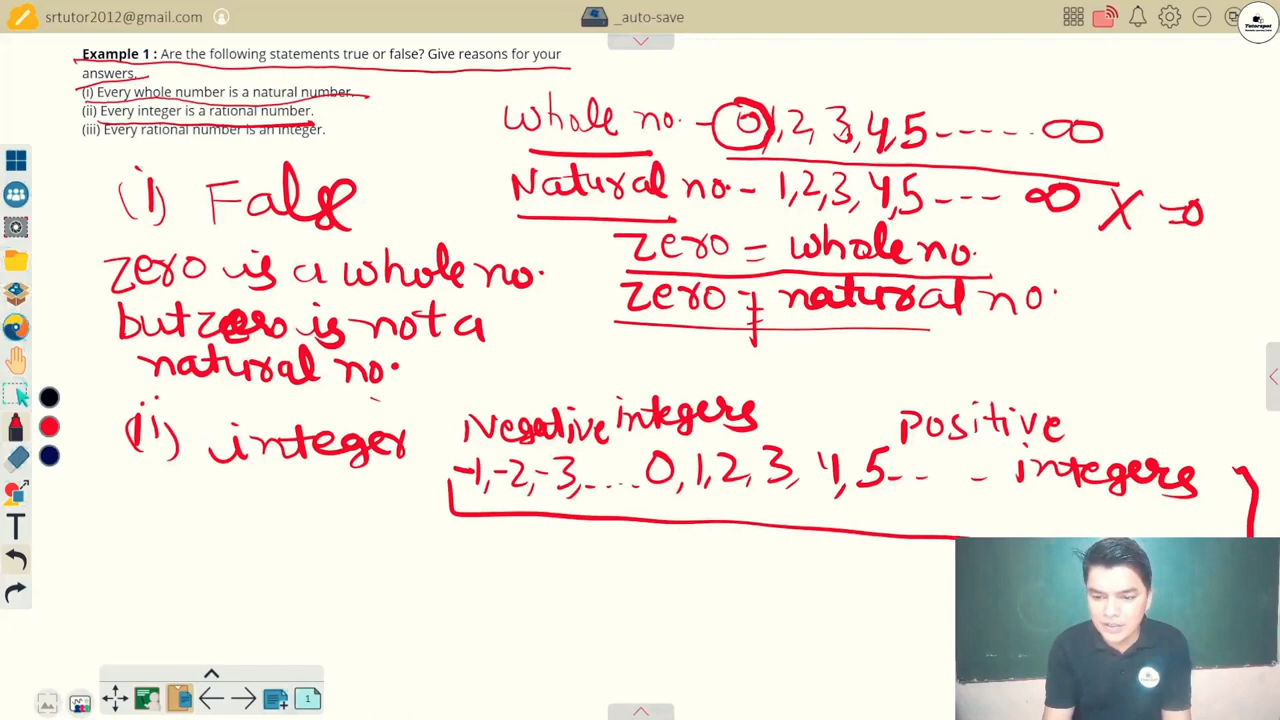 srtutor2012@gmail.com
_auto-save
Tutorspot
Example 1 : Are the following statements true or false? Give reasons for your
answers.
(i) Every whole number is a natural number.
(ii) Every integer is a rational number.
(iii) Every rational number is an integer.
whole no. - 0, 1, 2, 3, 4, 5 ------ ∞
Natural no. - 1, 2, 3, 4, 5 --- ∞ X 0
zero = whole no.
zero ≠ natural no.
(i) False
zero is a whole no.
but zero is not a
natural no.
(ii) integer
Negative integers
Positive
integers
-1, -2, -3, .... 0, 1, 2, 3, 4, 5 -- -
T
1